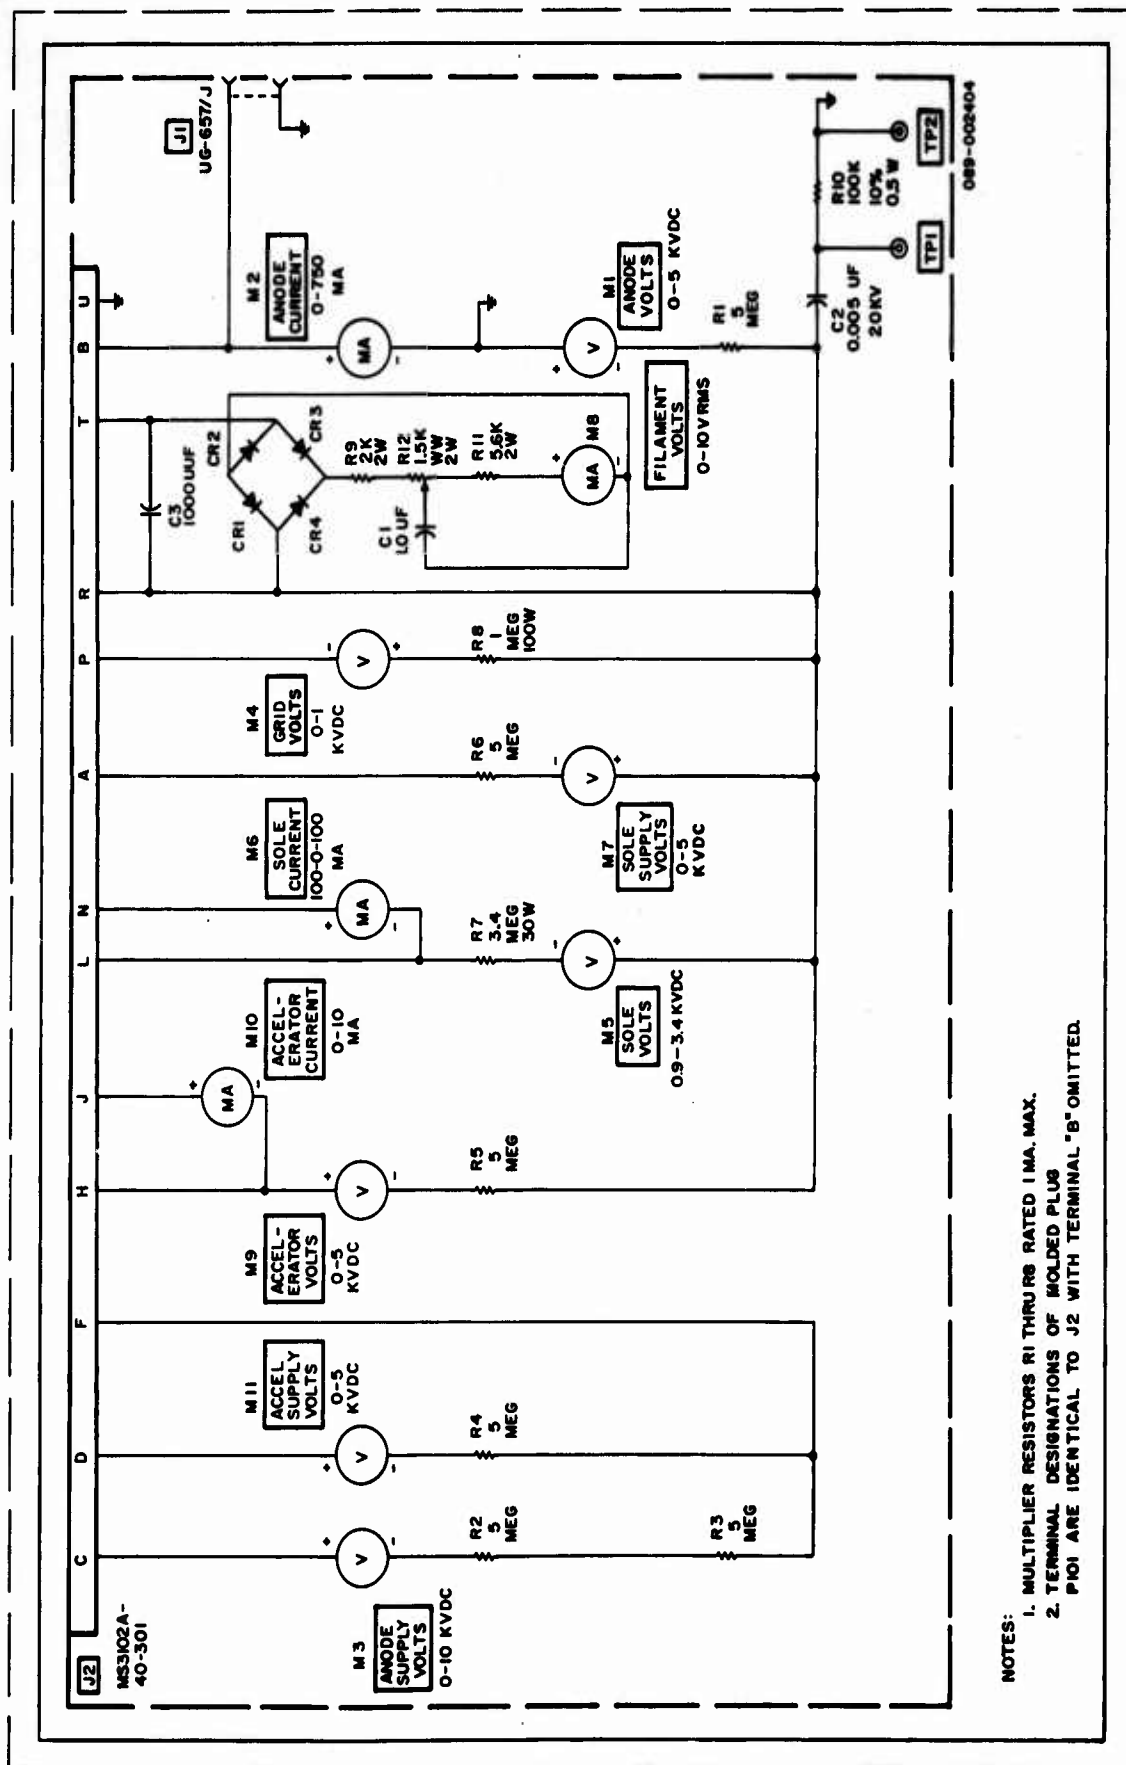 J2
MS3102A-
40-301
C
D
F
H
J
L
N
A
P
R
T
B
U
J1
UG-657/J
M3
ANODE
SUPPLY
VOLTS
0-10 KVDC
M11
ACCEL
SUPPLY
VOLTS
0-5
KVDC
M9
ACCEL-
ERATOR
VOLTS
0-5
KVDC
M10
ACCEL-
ERATOR
CURRENT
0-10
MA
M6
SOLE
CURRENT
100-0-100
MA
M4
GRID
VOLTS
0-1
KVDC
M2
ANODE
CURRENT
0-750
MA
C3
1000UUF
CR1
CR2
CR3
CR4
R9
2K
2W
R12
1.5K
WW
2W
R11
5.6K
2W
C1
10UF
+
V
-
+
V
-
+
V
-
+
MA
-
+
MA
-
-
V
+
+
MA
-
+
MA
-
M8
FILAMENT
VOLTS
0-10VRMS
R2
5
MEG
R3
5
MEG
R4
5
MEG
R5
5
MEG
R7
3.4
MEG
30W
R6
5
MEG
R8
1
MEG
100W
-
V
+
M5
SOLE
VOLTS
0.9-3.4KVDC
-
V
+
M7
SOLE
SUPPLY
VOLTS
0-5
KVDC
+
V
-
M1
ANODE
VOLTS
0-5 KVDC
R1
5
MEG
C2
0.005 UF
20KV
R10
100K
10%
0.5W
TP1
TP2
089-002404
NOTES:
1. MULTIPLIER RESISTORS R1 THRU R8 RATED 1 MA. MAX.
2. TERMINAL DESIGNATIONS OF MOLDED PLUG
P101 ARE IDENTICAL TO J2 WITH TERMINAL "B" OMITTED.